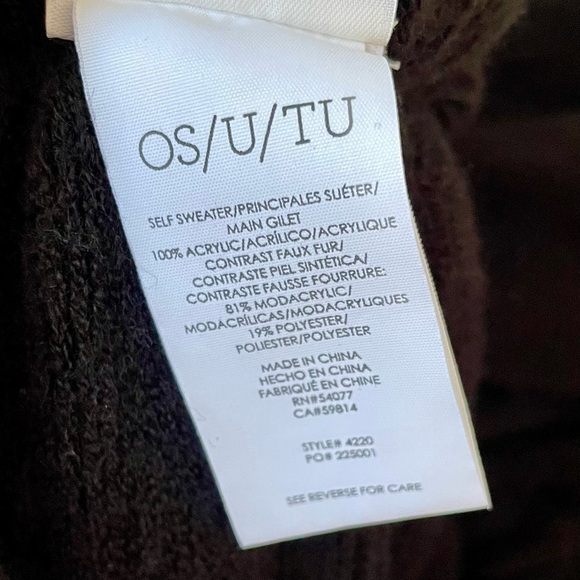 OS/U/TU
SELF SWEATER/PRINCIPALES SUÉTER/
MAIN GILET
100% ACRYLIC/ACRÍLICO/ACRYLIQUE
CONTRAST FAUX FUR/
CONTRASTE PIEL SINTÉTICA/
CONTRASTE FAUSSE FOURRURE:
81% MODACRYLIC/
MODACRÍLICAS/MODACRYLIQUES
19% POLYESTER/
POLIESTER/POLYESTER
MADE IN CHINA
HECHO EN CHINA
FABRIQUÉ EN CHINE
RN#54077
CA#59814
STYLE# 4220
PO# 225001
SEE REVERSE FOR CARE